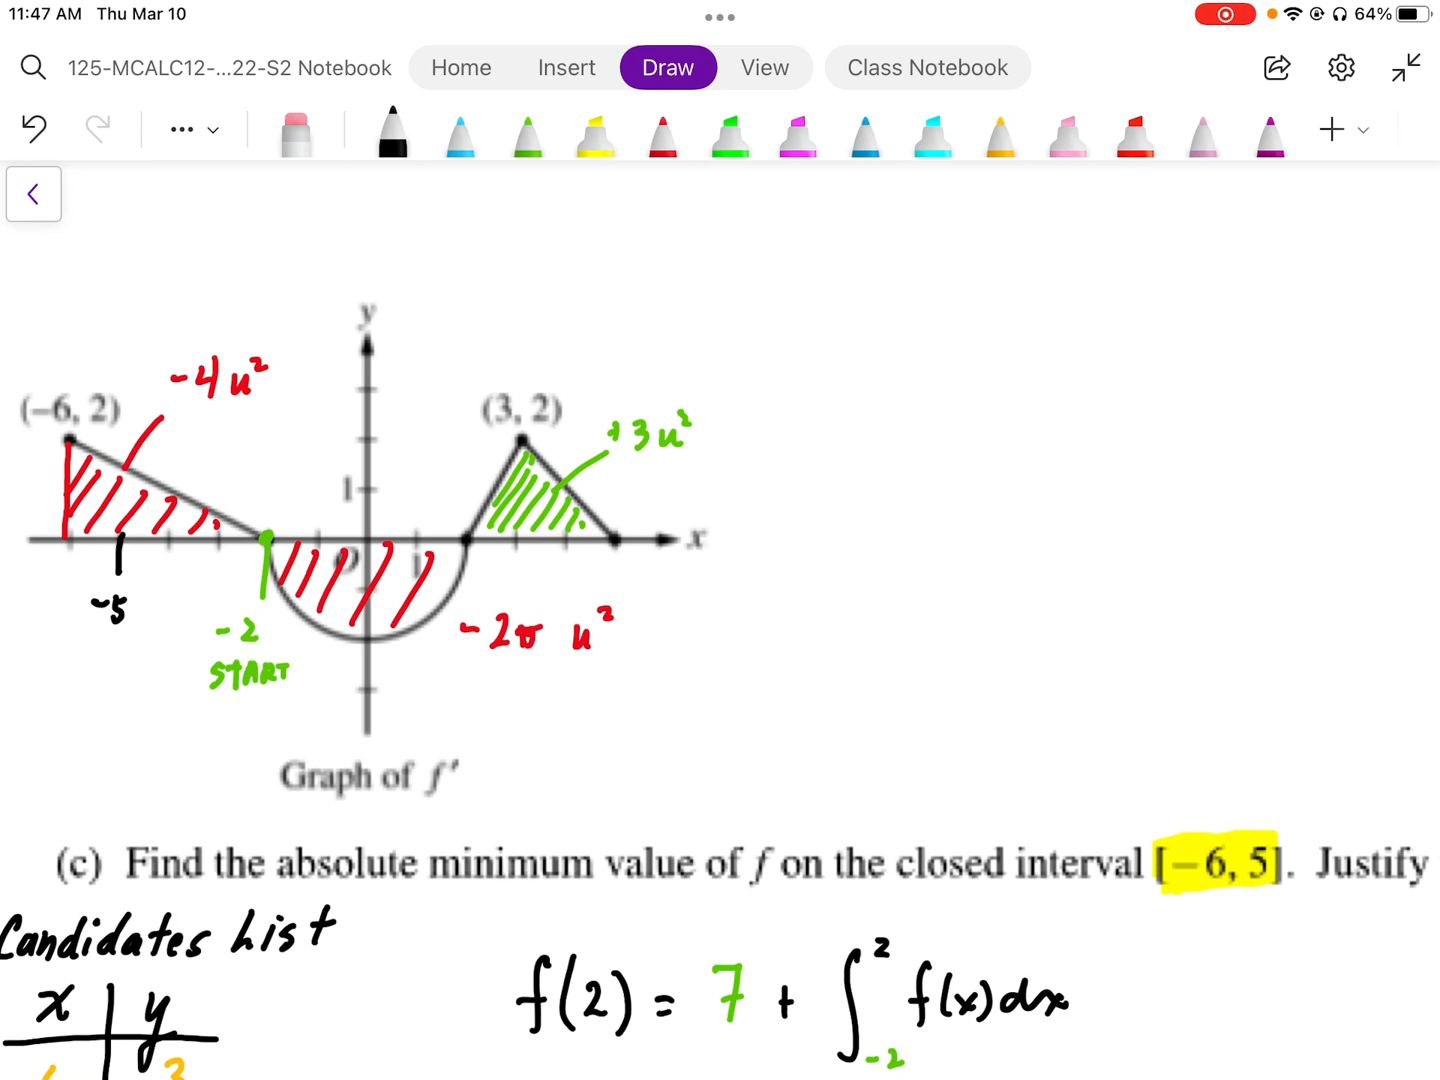 11:47 AM Thu Mar 10
64%
125-MCALC12-...22-S2 Notebook Home Insert Draw View Class Notebook
y
-4u²
(–6, 2)
(3, 2)
+3u²
1
x
O 1
-5
-2
START
-2π u²
Graph of f′
(c) Find the absolute minimum value of f on the closed interval [–6, 5]. Justify
Candidates List
x | y
f(2) = 7 + ∫₋₂² f(x)dx
3